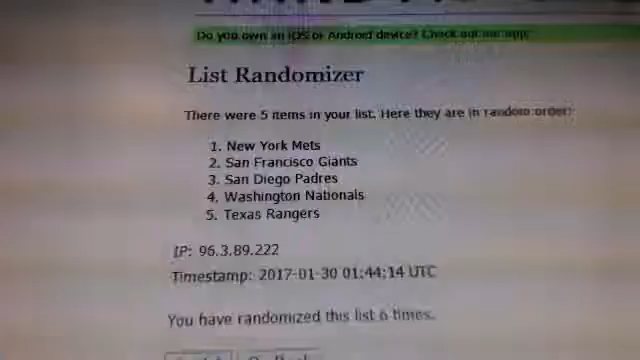 Do you own an iOS or Android device? Check out our app!
List Randomizer
There were 5 items in your list. Here they are in random order:
1. New York Mets
2. San Francisco Giants
3. San Diego Padres
4. Washington Nationals
5. Texas Rangers
IP: 96.3.89.222
Timestamp: 2017-01-30 01:44:14 UTC
You have randomized this list 6 times.